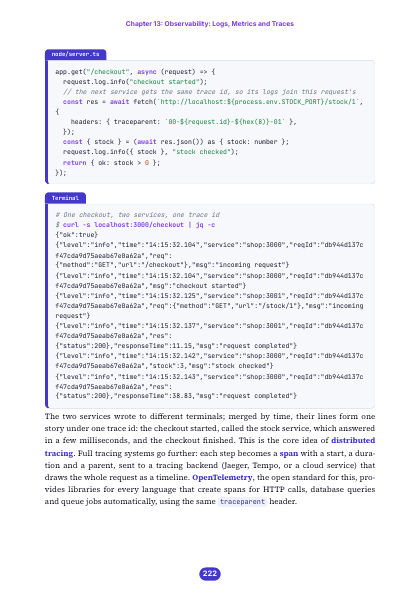 Chapter 13: Observability: Logs, Metrics and Traces
node/server.ts
app.get("/checkout", async (request) => {
request.log.info("checkout started");
// the next service gets the same trace id, so its logs join this request's
const res = await fetch(`http://localhost:${process.env.STOCK_PORT}/stock/1`,
{
headers: { traceparent: `00-${request.id}-${hex(8)}-01` },
});
const { stock } = (await res.json()) as { stock: number };
request.log.info({ stock }, "stock checked");
return { ok: stock > 0 };
});
Terminal
# One checkout, two services, one trace id
$ curl -s localhost:3000/checkout | jq -c
{"ok":true}
{"level":"info","time":"14:15:32.104","service":"shop:3000","reqId":"db944d137c
f47cda9d75aeab67e0a62a","req":
{"method":"GET","url":"/checkout"},"msg":"incoming request"}
{"level":"info","time":"14:15:32.104","service":"shop:3000","reqId":"db944d137c
f47cda9d75aeab67e0a62a","msg":"checkout started"}
{"level":"info","time":"14:15:32.125","service":"shop:3001","reqId":"db944d137c
f47cda9d75aeab67e0a62a","req":{"method":"GET","url":"/stock/1"},"msg":"incoming
request"}
{"level":"info","time":"14:15:32.137","service":"shop:3001","reqId":"db944d137c
f47cda9d75aeab67e0a62a","res":
{"status":200},"responseTime":11.15,"msg":"request completed"}
{"level":"info","time":"14:15:32.142","service":"shop:3000","reqId":"db944d137c
f47cda9d75aeab67e0a62a","stock":3,"msg":"stock checked"}
{"level":"info","time":"14:15:32.143","service":"shop:3000","reqId":"db944d137c
f47cda9d75aeab67e0a62a","res":
{"status":200},"responseTime":38.83,"msg":"request completed"}
The two services wrote to different terminals; merged by time, their lines form one
story under one trace id: the checkout started, called the stock service, which answered
in a few milliseconds, and the checkout finished. This is the core idea of distributed
tracing. Full tracing systems go further: each step becomes a span with a start, a dura-
tion and a parent, sent to a tracing backend (Jaeger, Tempo, or a cloud service) that
draws the whole request as a timeline. OpenTelemetry, the open standard for this, pro-
vides libraries for every language that create spans for HTTP calls, database queries
and queue jobs automatically, using the same traceparent header.
222